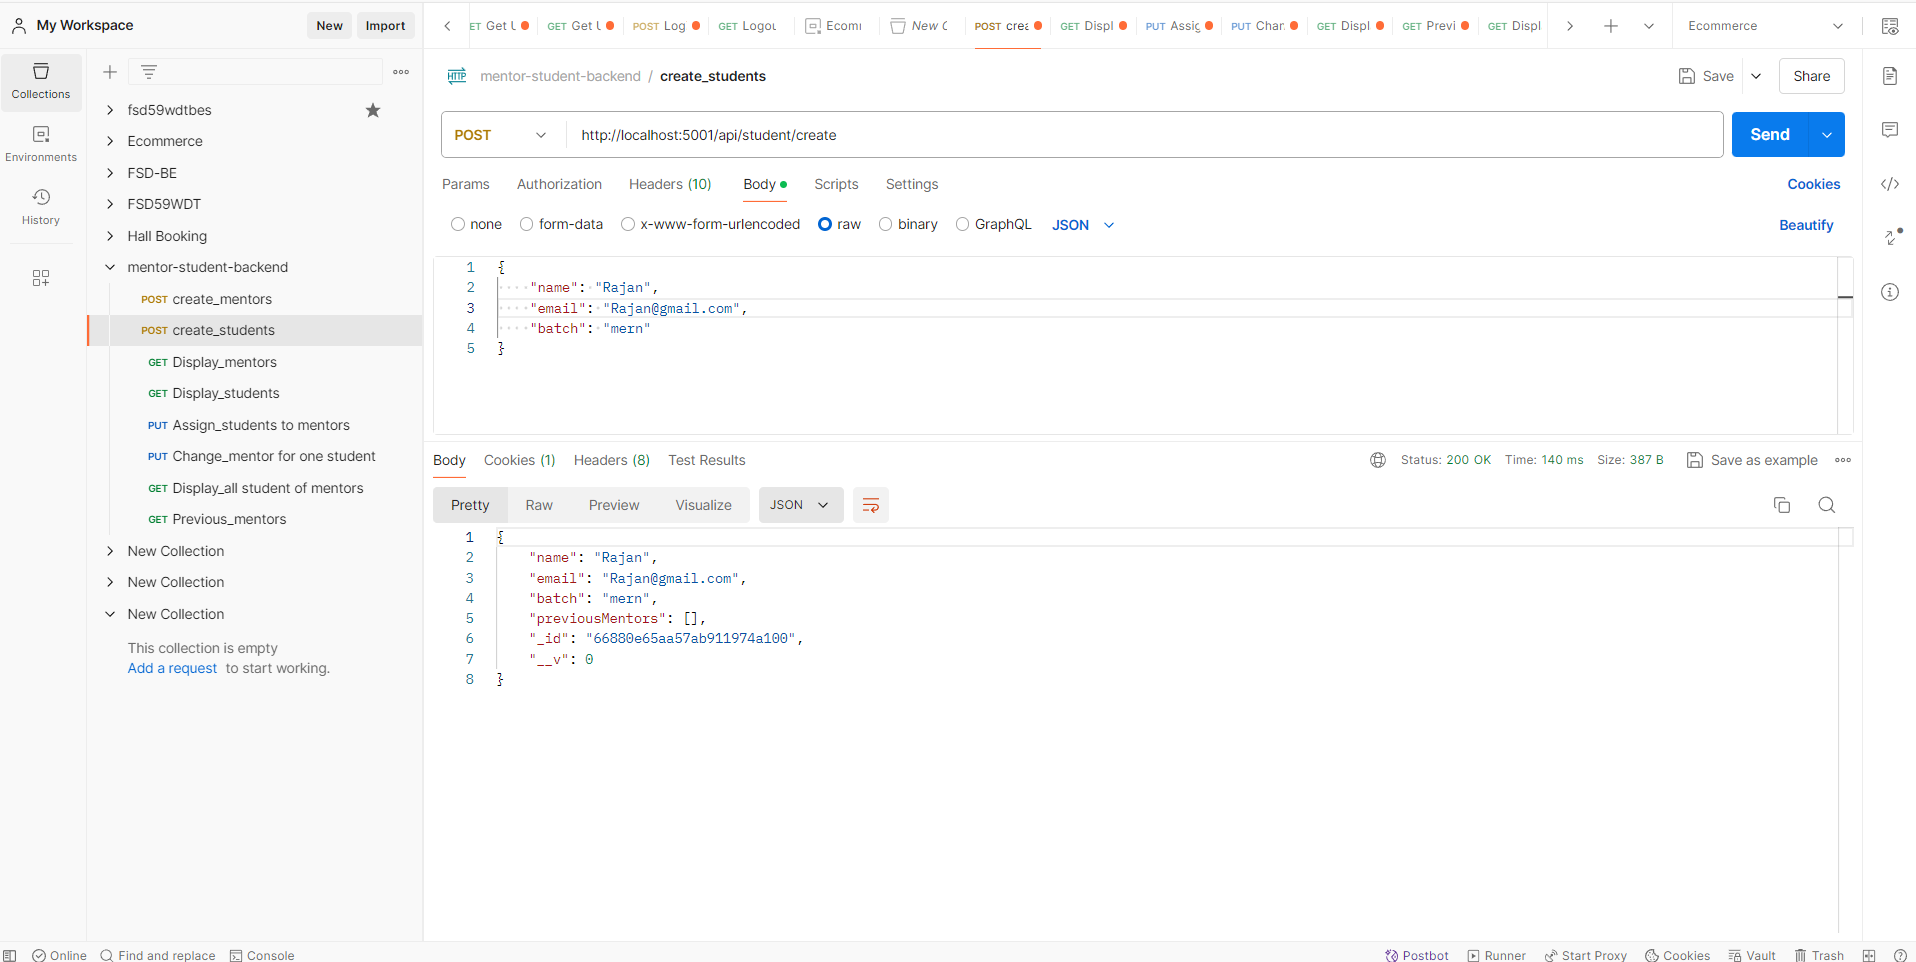 My Workspace
New
Import
ET Get U
GET Get U
POST Log
GET Logou
Ecomi
New C
POST crea
GET Displ
PUT Assig
PUT Chan
GET Displ
GET Previ
GET Displ
Ecommerce
Collections
Environments
History
fsd59wdtbes
Ecommerce
FSD-BE
FSD59WDT
Hall Booking
mentor-student-backend
POST create_mentors
POST create_students
GET Display_mentors
GET Display_students
PUT Assign_students to mentors
PUT Change_mentor for one student
GET Display_all student of mentors
GET Previous_mentors
New Collection
New Collection
New Collection
This collection is empty
Add a request to start working.
HTTP mentor-student-backend / create_students
Save
Share
POST http://localhost:5001/api/student/create
Send
Params Authorization Headers (10) Body Scripts Settings
Cookies
none form-data x-www-form-urlencoded raw binary GraphQL JSON
Beautify
1 {
2 "name": "Rajan",
3 "email": "Rajan@gmail.com",
4 "batch": "mern"
5 }
Body Cookies (1) Headers (8) Test Results
Status: 200 OK Time: 140 ms Size: 387 B
Save as example
Pretty Raw Preview Visualize JSON
1 {
2 "name": "Rajan",
3 "email": "Rajan@gmail.com",
4 "batch": "mern",
5 "previousMentors": [],
6 "_id": "66880e65aa57ab911974a100",
7 "__v": 0
8 }
Online Find and replace Console
Postbot Runner Start Proxy Cookies Vault Trash